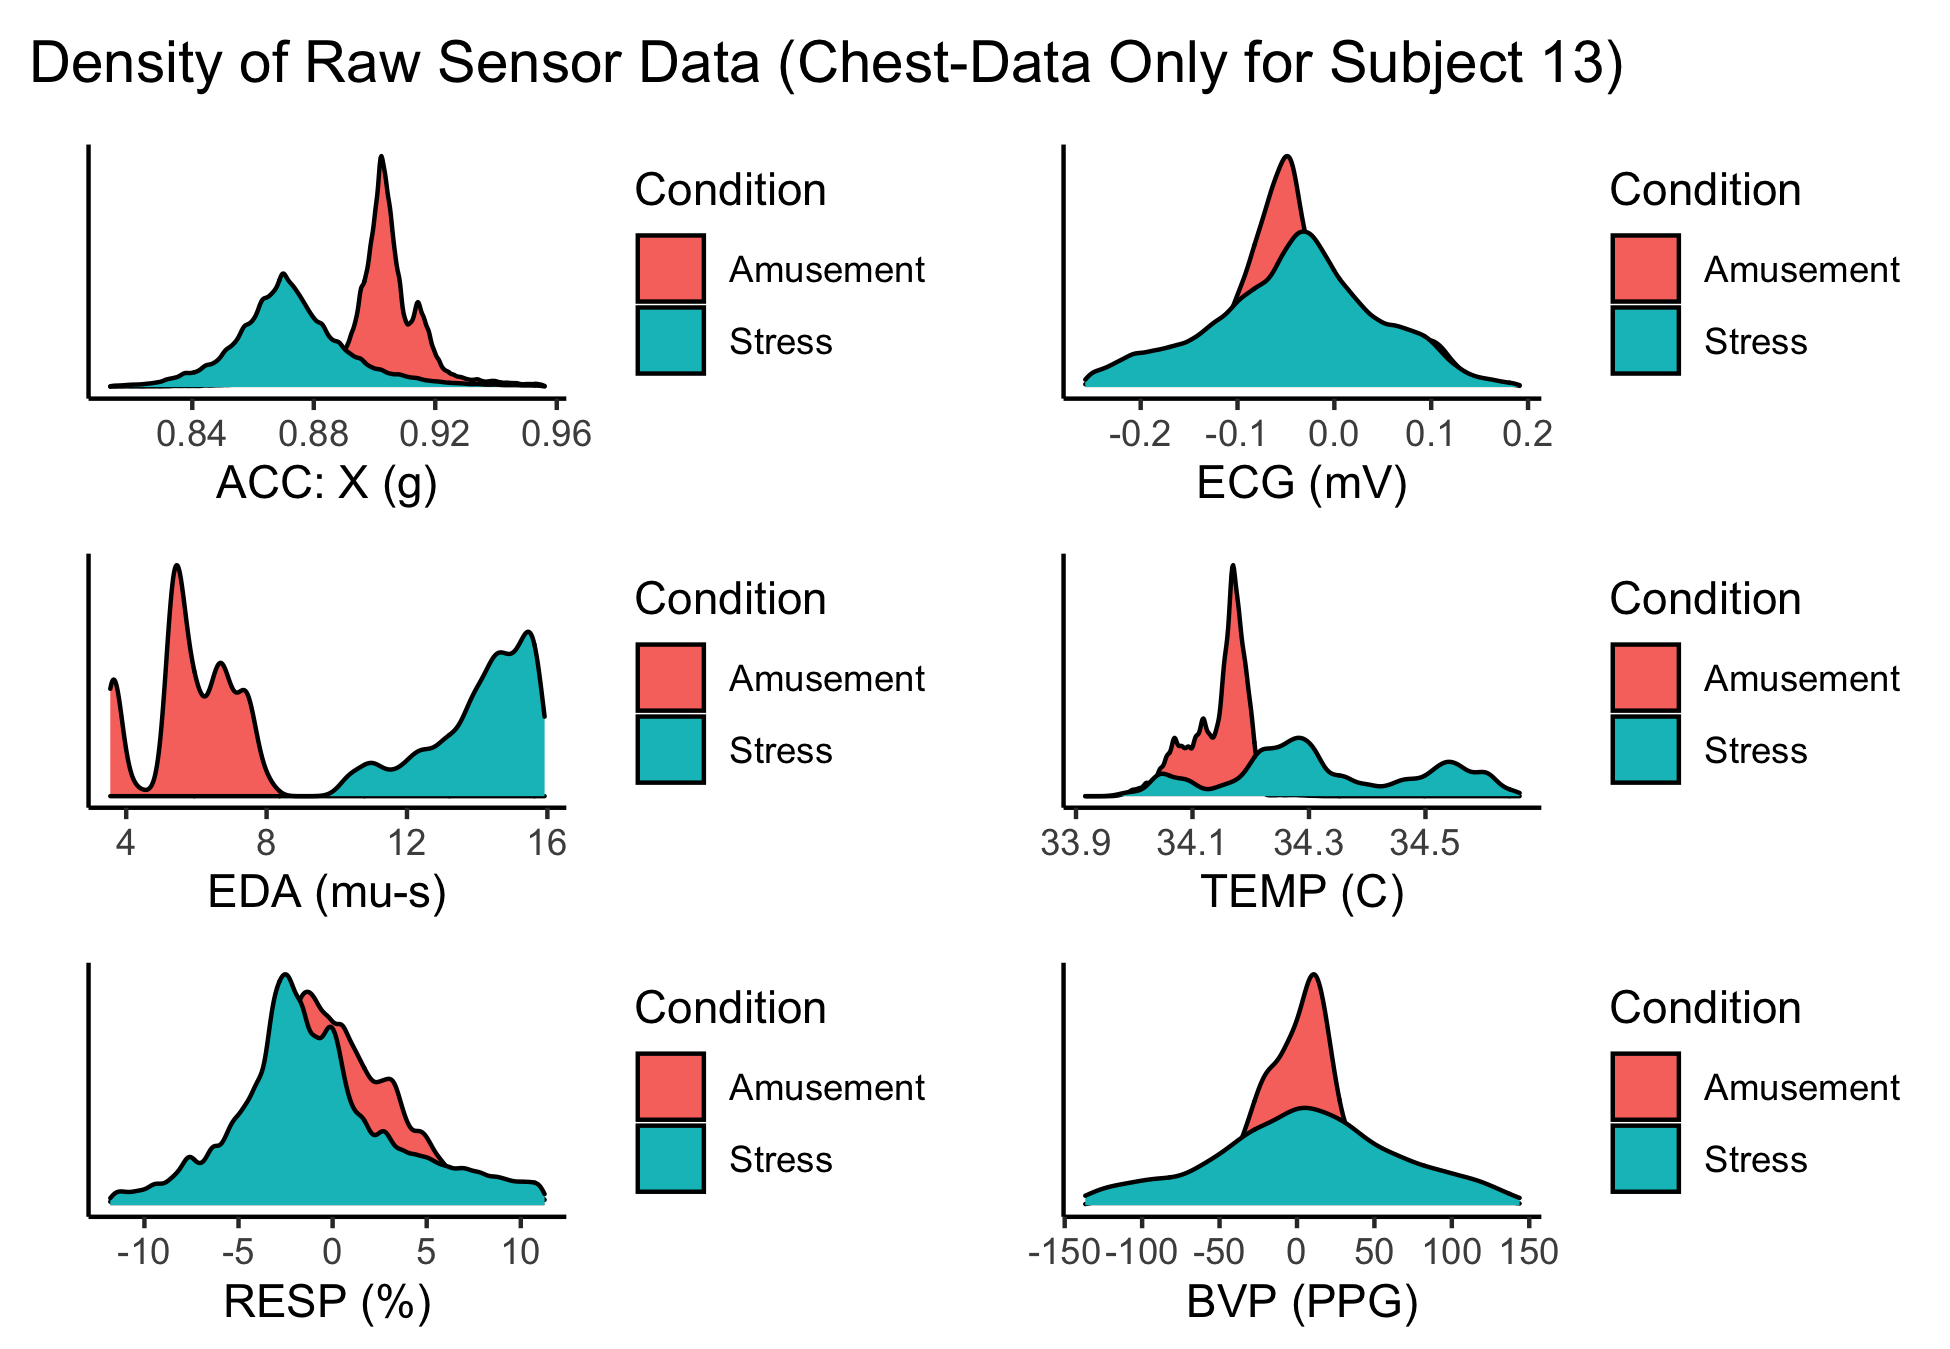 Density of Raw Sensor Data (Chest-Data Only for Subject 13)
Condition
Amusement
Stress
0.84 0.88 0.92 0.96
ACC: X (g)
Condition
Amusement
Stress
-0.2 -0.1 0.0 0.1 0.2
ECG (mV)
Condition
Amusement
Stress
4 8 12 16
EDA (mu-s)
Condition
Amusement
Stress
33.9 34.1 34.3 34.5
TEMP (C)
Condition
Amusement
Stress
-10 -5 0 5 10
RESP (%)
Condition
Amusement
Stress
-150 -100 -50 0 50 100 150
BVP (PPG)